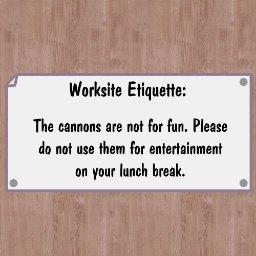 Worksite Etiquette:
The cannons are not for fun. Please
do not use them for entertainment
on your lunch break.